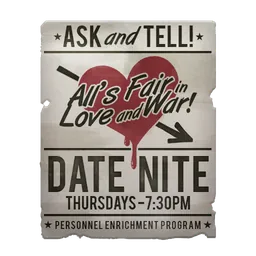 ★ ASK and TELL! ★
All's Fair in
Love and War!
DATE NITE
THURSDAYS - 7:30PM
★ PERSONNEL ENRICHMENT PROGRAM ★